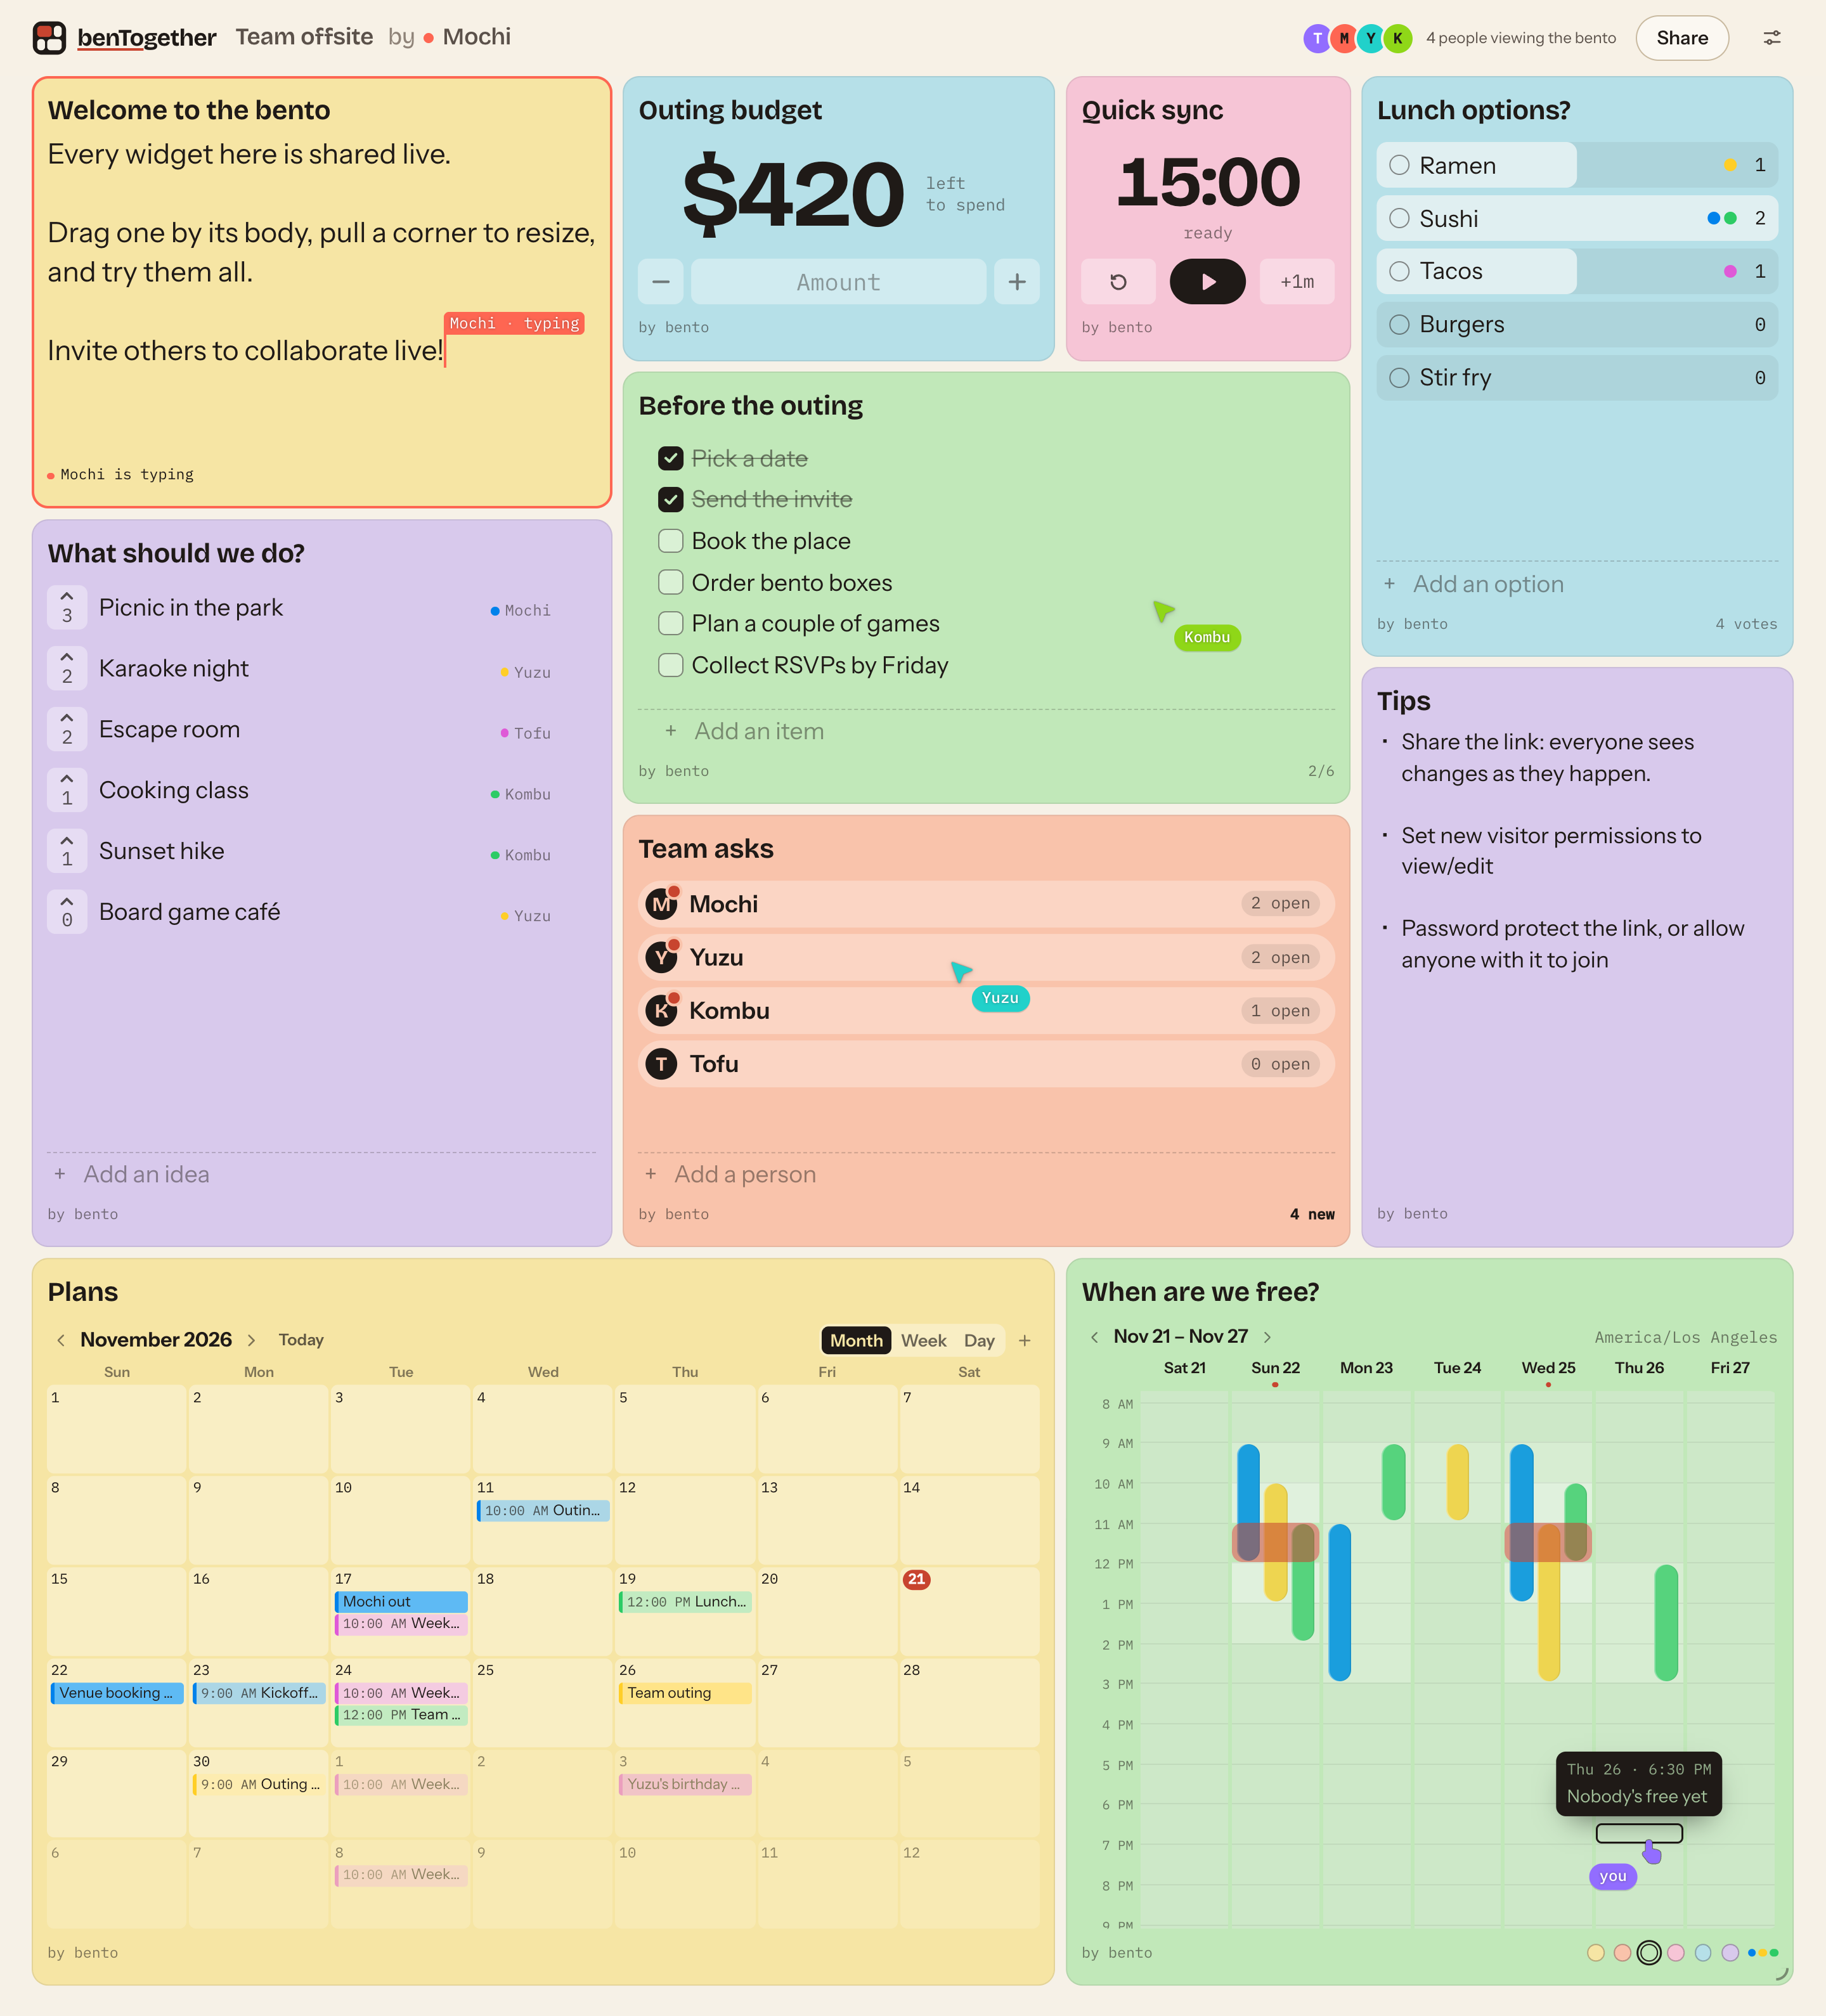 benTogether Team offsite by Mochi
T M Y K 4 people viewing the bento Share
Welcome to the bento
Every widget here is shared live.
Drag one by its body, pull a corner to resize,
and try them all.
Mochi · typing
Invite others to collaborate live!
Mochi is typing
Outing budget
$420
left
to spend
Amount
by bento
Quick sync
15:00
ready
+1m
by bento
Lunch options?
Ramen 1
Sushi 2
Tacos 1
Burgers 0
Stir fry 0
+ Add an option
by bento 4 votes
What should we do?
3 Picnic in the park Mochi
2 Karaoke night Yuzu
2 Escape room Tofu
1 Cooking class Kombu
1 Sunset hike Kombu
0 Board game café Yuzu
+ Add an idea
by bento
Before the outing
Pick a date
Send the invite
Book the place
Order bento boxes
Plan a couple of games
Collect RSVPs by Friday
Kombu
+ Add an item
by bento 2/6
Team asks
M Mochi 2 open
Y Yuzu 2 open
Yuzu
K Kombu 1 open
T Tofu 0 open
+ Add a person
by bento 4 new
Tips
· Share the link: everyone sees
changes as they happen.
· Set new visitor permissions to
view/edit
· Password protect the link, or allow
anyone with it to join
by bento
Plans
November 2026 Today Month Week Day +
Sun Mon Tue Wed Thu Fri Sat
1 2 3 4 5 6 7
8 9 10 11 12 13 14
10:00 AM Outin...
15 16 17 18 19 20 21
Mochi out 12:00 PM Lunch...
10:00 AM Week...
22 23 24 25 26 27 28
Venue booking ... 9:00 AM Kickoff... 10:00 AM Week... Team outing
12:00 PM Team ...
29 30 1 2 3 4 5
9:00 AM Outing ... 10:00 AM Week... Yuzu's birthday ...
6 7 8 9 10 11 12
10:00 AM Week...
by bento
When are we free?
Nov 21 – Nov 27 America/Los Angeles
Sat 21 Sun 22 Mon 23 Tue 24 Wed 25 Thu 26 Fri 27
8 AM
9 AM
10 AM
11 AM
12 PM
1 PM
2 PM
3 PM
4 PM
5 PM
6 PM
7 PM
8 PM
9 PM
Thu 26 · 6:30 PM
Nobody's free yet
you
by bento